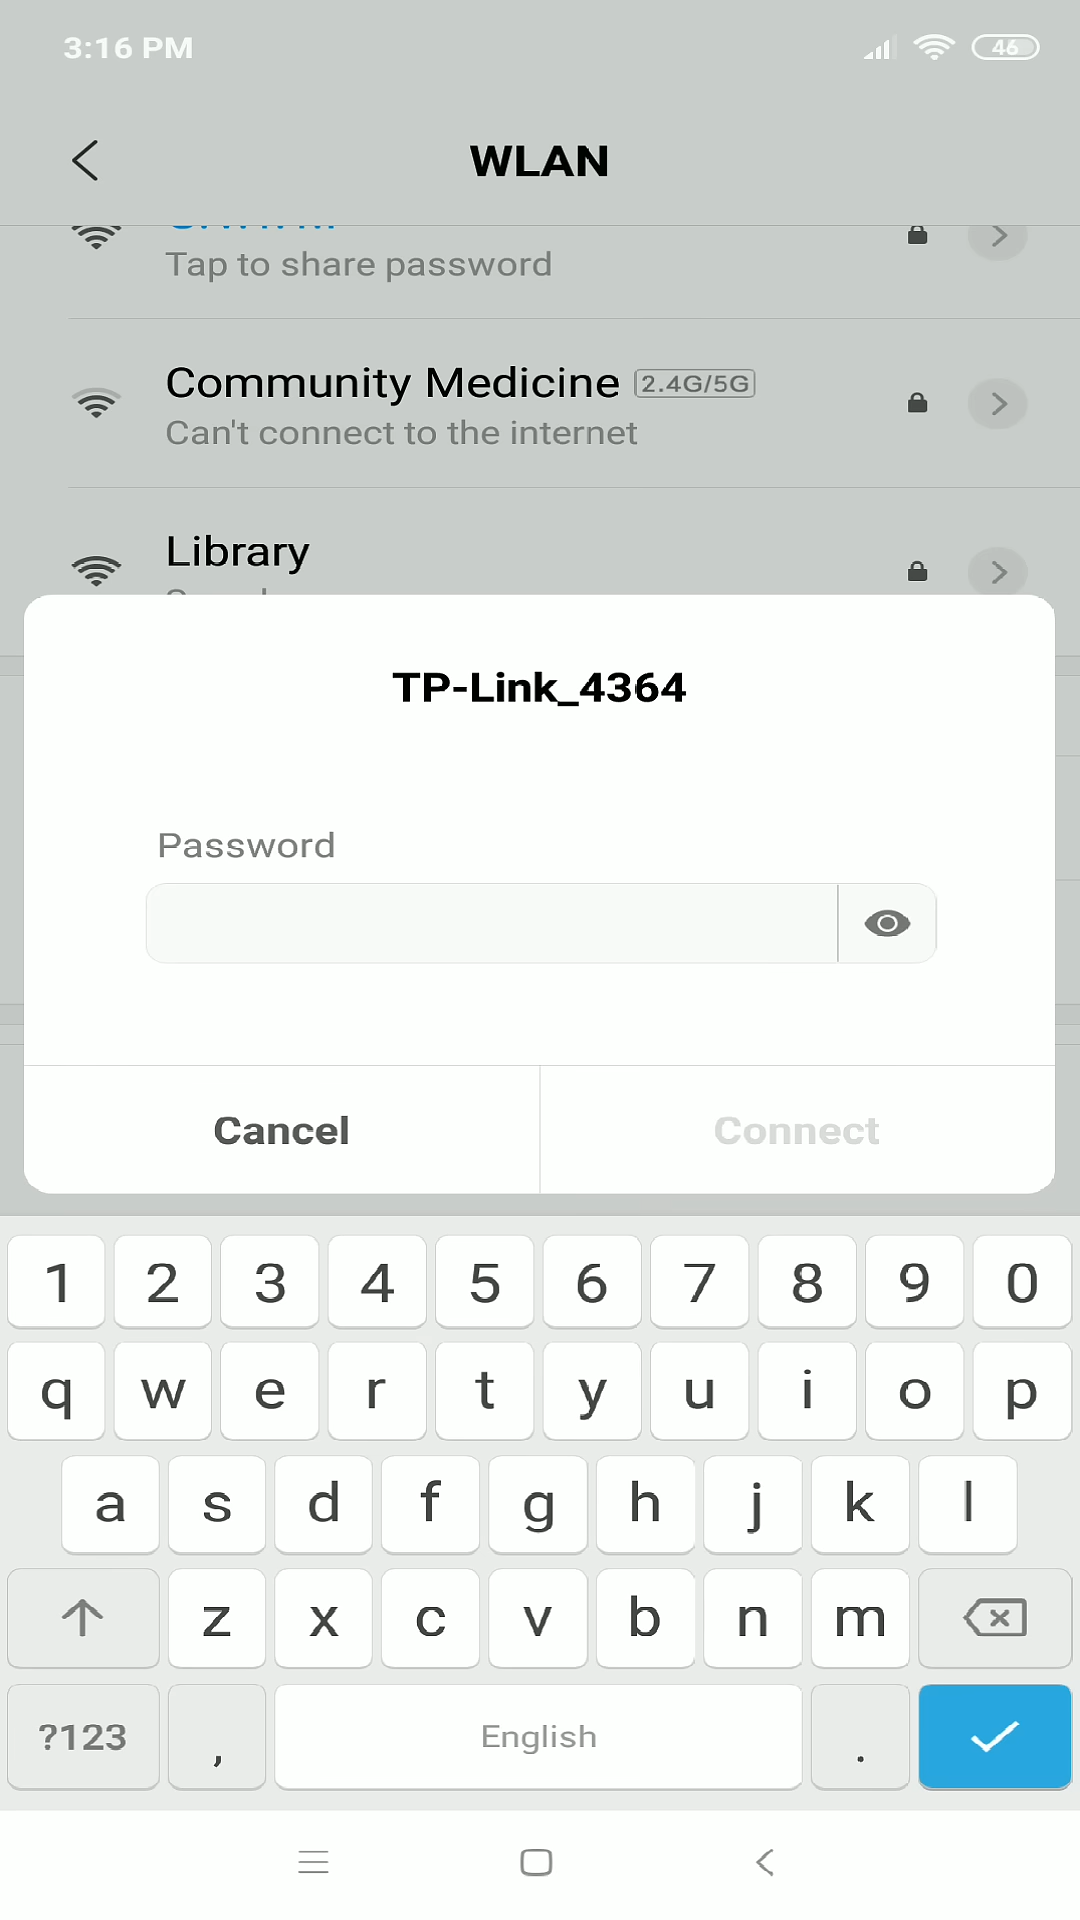 3:16 PM
46
WLAN
Tap to share password
Community Medicine 2.4G/5G
Can't connect to the internet
Library
TP-Link_4364
Password
Cancel
Connect
1 2 3 4 5 6 7 8 9 0
q w e r t y u i o p
a s d f g h j k l
z x c v b n m
?123 , English .